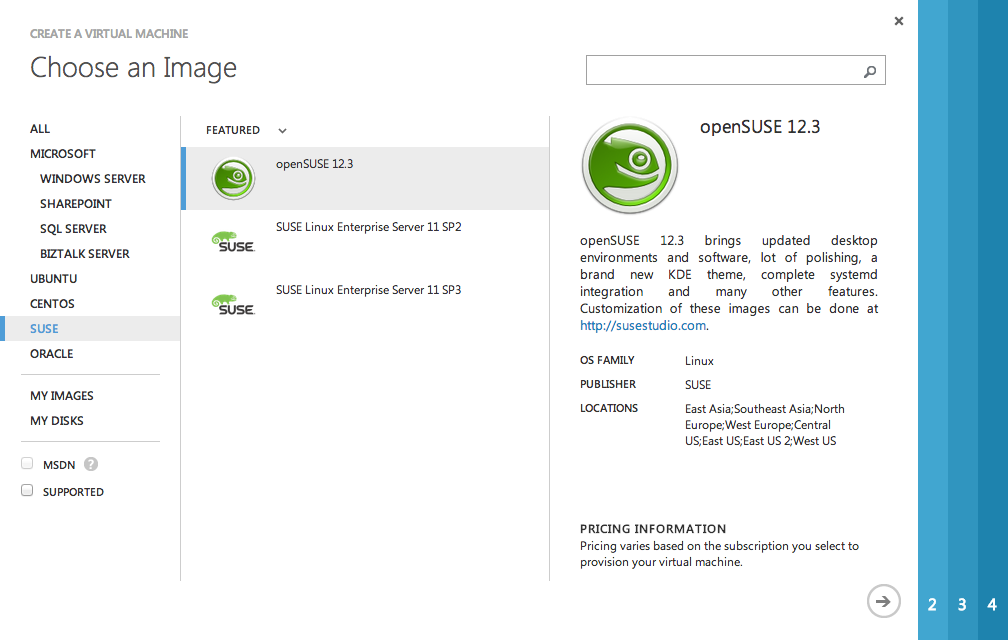 CREATE A VIRTUAL MACHINE
Choose an Image
ALL
MICROSOFT
WINDOWS SERVER
SHAREPOINT
SQL SERVER
BIZTALK SERVER
UBUNTU
CENTOS
SUSE
ORACLE
MY IMAGES
MY DISKS
MSDN ?
SUPPORTED
FEATURED
openSUSE 12.3
SUSE Linux Enterprise Server 11 SP2
SUSE.
SUSE Linux Enterprise Server 11 SP3
SUSE.
openSUSE 12.3
openSUSE 12.3 brings updated desktop
environments and software, lot of polishing, a
brand new KDE theme, complete systemd
integration and many other features.
Customization of these images can be done at
http://susestudio.com.
OS FAMILY Linux
PUBLISHER SUSE
LOCATIONS East Asia;Southeast Asia;North
Europe;West Europe;Central
US;East US;East US 2;West US
PRICING INFORMATION
Pricing varies based on the subscription you select to
provision your virtual machine.
2 3 4